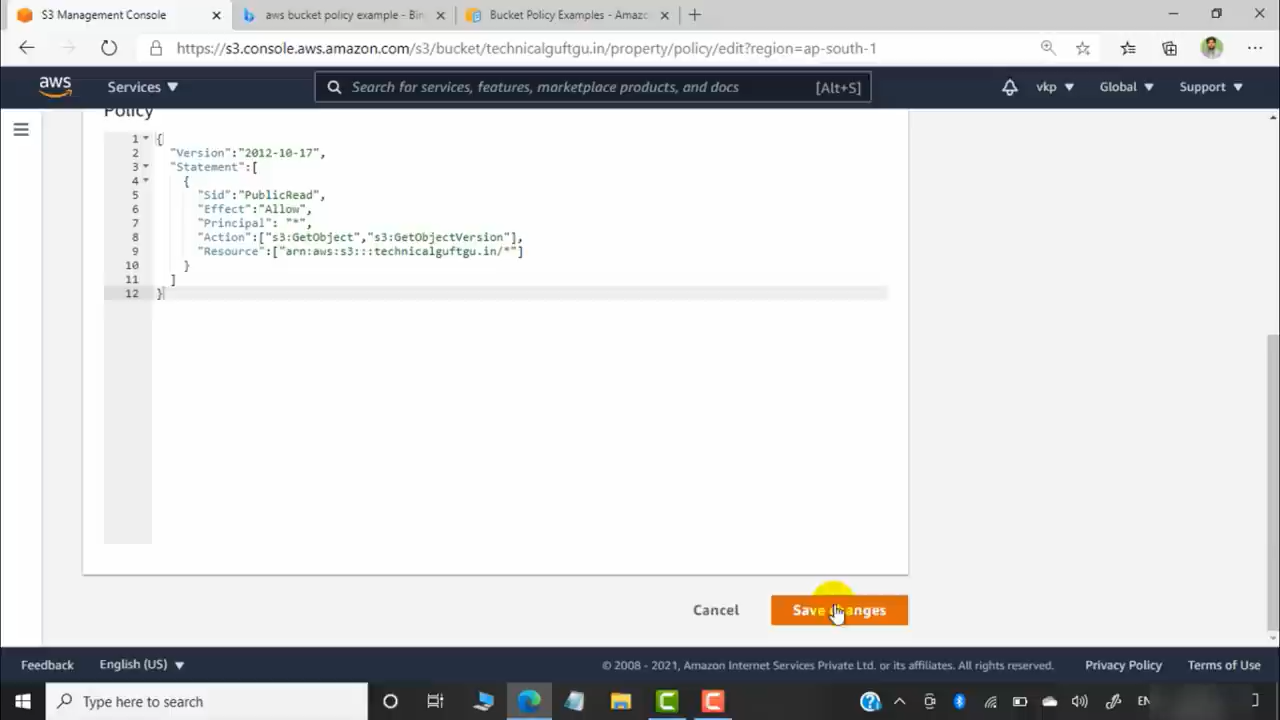 S3 Management Console
aws bucket policy example - Bin
Bucket Policy Examples - Amazo
https://s3.console.aws.amazon.com/s3/bucket/technicalguftgu.in/property/policy/edit?region=ap-south-1
aws
Services
Search for services, features, marketplace products, and docs
[Alt+S]
vkp
Global
Support
Policy
1 {
2 "Version":"2012-10-17",
3 "Statement":[
4 {
5 "Sid":"PublicRead",
6 "Effect":"Allow",
7 "Principal": "*",
8 "Action":["s3:GetObject","s3:GetObjectVersion"],
9 "Resource":["arn:aws:s3:::technicalguftgu.in/*"]
10 }
11 ]
12 }
Cancel
Save changes
Feedback
English (US)
© 2008 - 2021, Amazon Internet Services Private Ltd. or its affiliates. All rights reserved.
Privacy Policy
Terms of Use
Type here to search